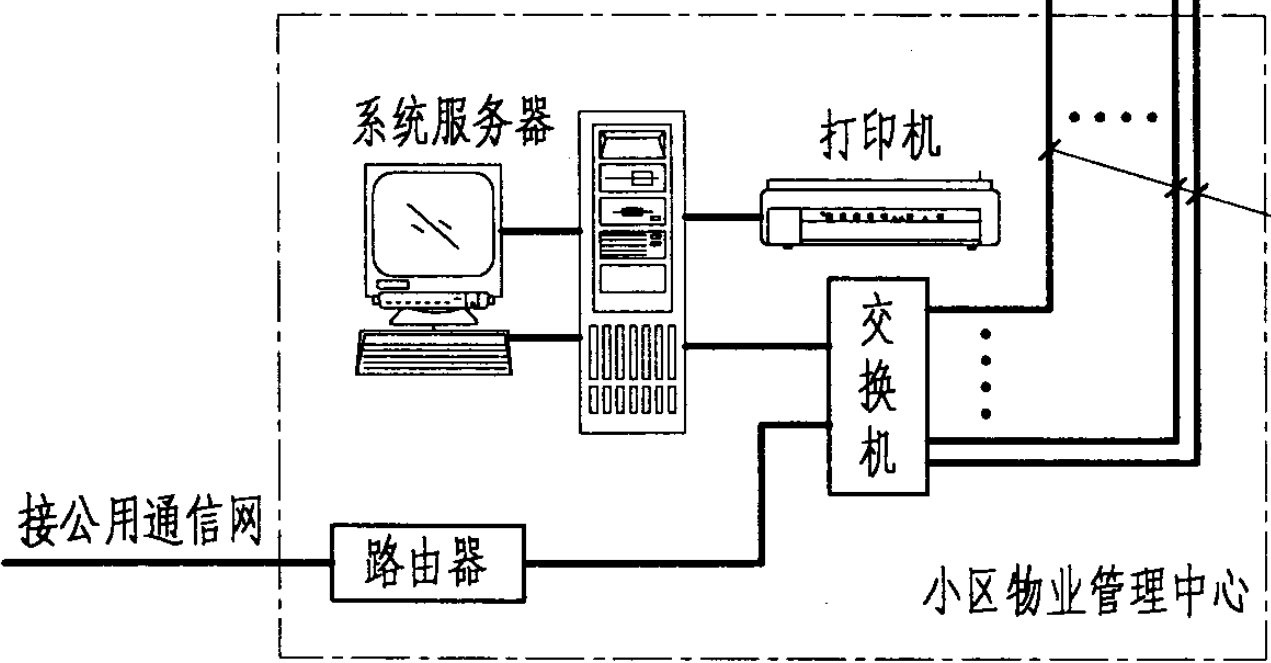 系统服务器
打印机
交换机
接公用通信网
路由器
小区物业管理中心